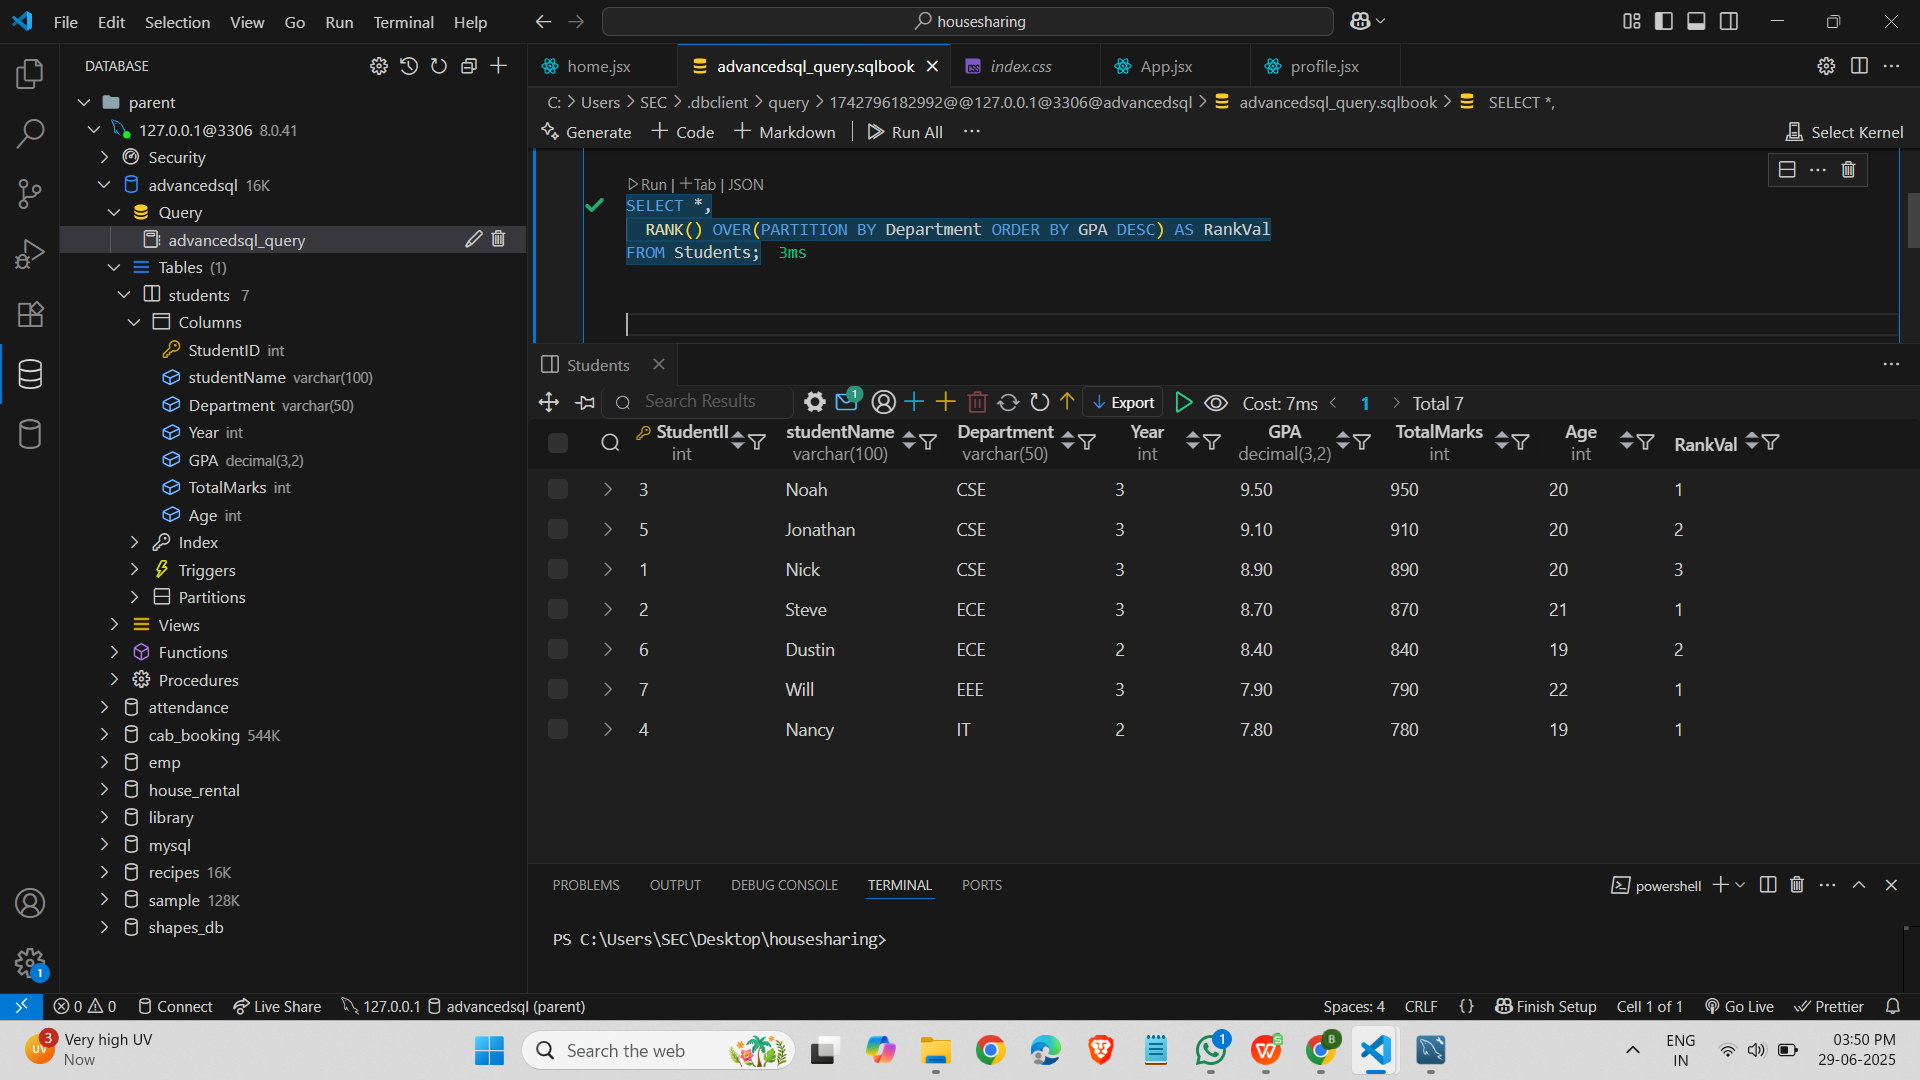 File Edit Selection View Go Run Terminal Help
housesharing
DATABASE
parent
127.0.0.1@3306 8.0.41
Security
advancedsql 16K
Query
advancedsql_query
Tables (1)
students 7
Columns
StudentID int
studentName varchar(100)
Department varchar(50)
Year int
GPA decimal(3,2)
TotalMarks int
Age int
Index
Triggers
Partitions
Views
Functions
Procedures
attendance
cab_booking 544K
emp
house_rental
library
mysql
recipes 16K
sample 128K
shapes_db
1
home.jsx advancedsql_query.sqlbook index.css App.jsx profile.jsx
C: > Users > SEC > .dbclient > query > 1742796182992@@127.0.0.1@3306@advancedsql > advancedsql_query.sqlbook > SELECT *,
Generate + Code + Markdown | Run All ...
Select Kernel
Run | + Tab | JSON
SELECT *,
RANK() OVER(PARTITION BY Department ORDER BY GPA DESC) AS RankVal
FROM Students; 3ms
Students
Search Results 1 Export Cost: 7ms < 1 > Total 7
StudentID int studentName varchar(100) Department varchar(50) Year int GPA decimal(3,2) TotalMarks int Age int RankVal
3 Noah CSE 3 9.50 950 20 1
5 Jonathan CSE 3 9.10 910 20 2
1 Nick CSE 3 8.90 890 20 3
2 Steve ECE 3 8.70 870 21 1
6 Dustin ECE 2 8.40 840 19 2
7 Will EEE 3 7.90 790 22 1
4 Nancy IT 2 7.80 780 19 1
PROBLEMS OUTPUT DEBUG CONSOLE TERMINAL PORTS
powershell
PS C:\Users\SEC\Desktop\housesharing>
0 0 Connect Live Share 127.0.0.1 advancedsql (parent)
Spaces: 4 CRLF {} Finish Setup Cell 1 of 1 Go Live Prettier
3 UV Very high UV
Now
Search the web
1
S
B
ENG
IN
03:50 PM
29-06-2025